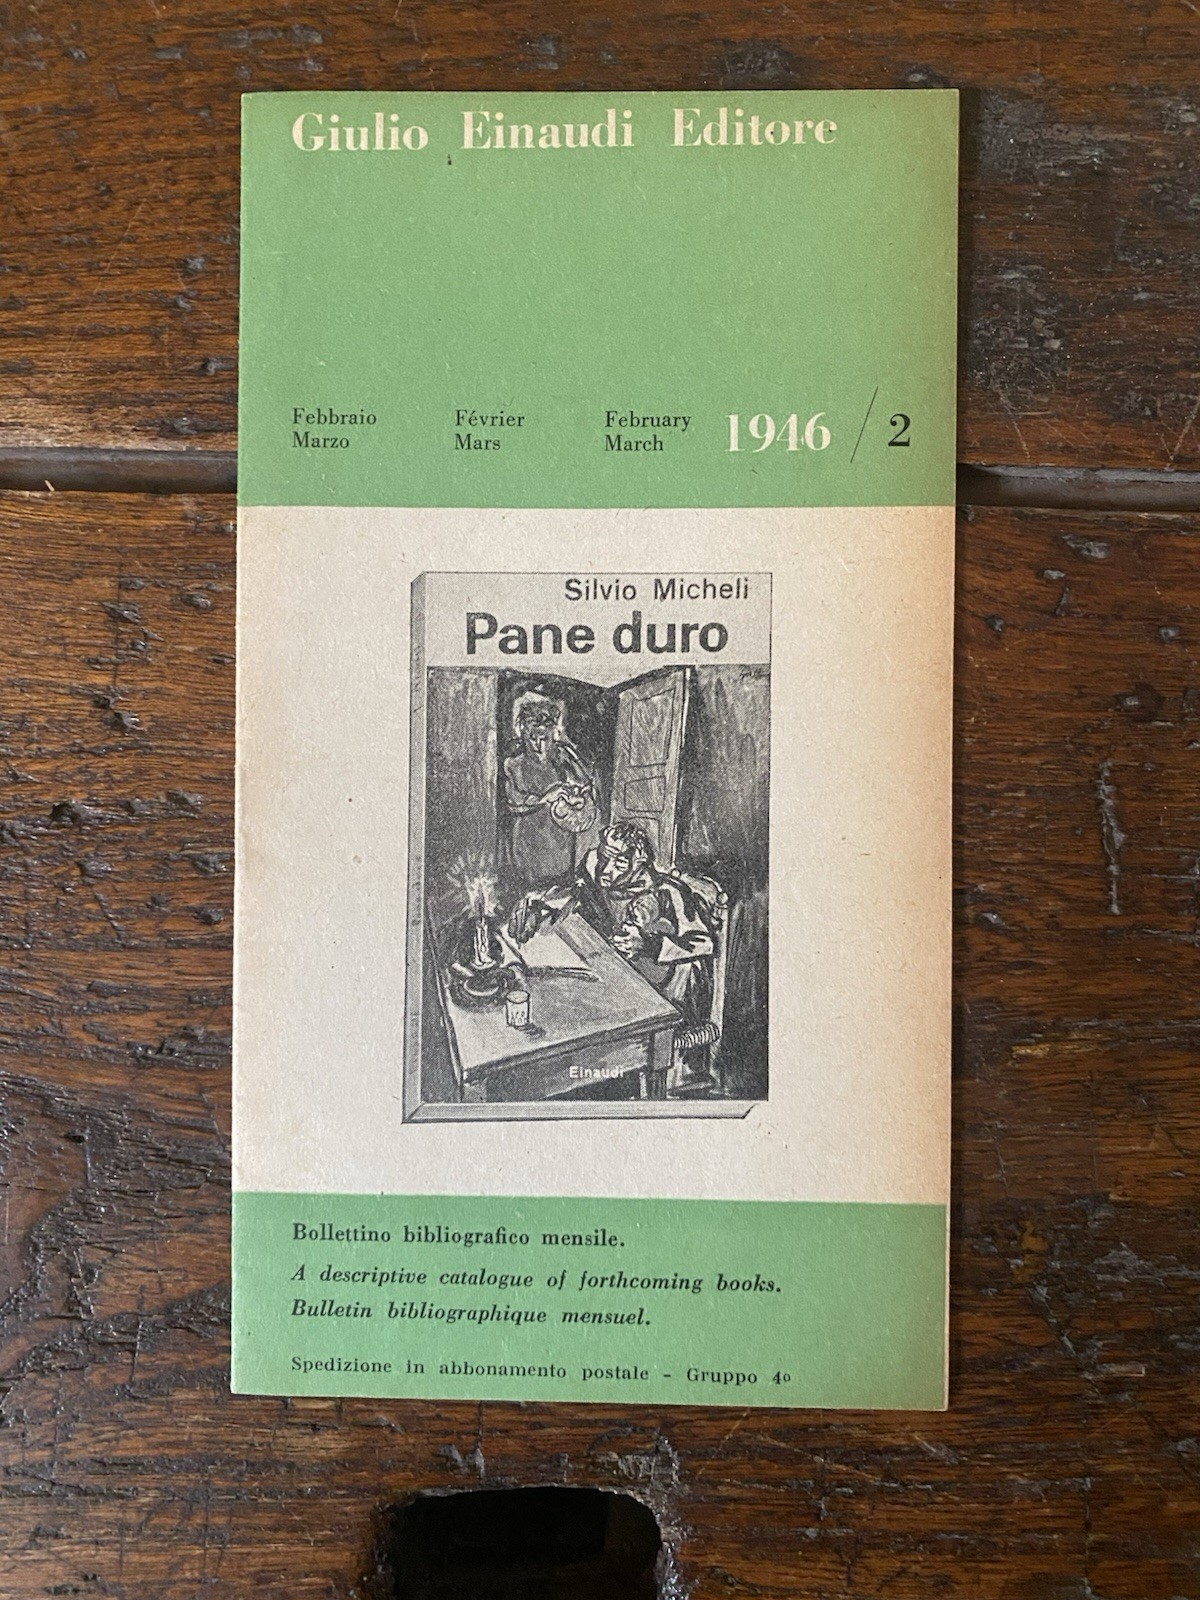 Giulio Einaudi Editore
Febbraio Février February 1946 / 2
Marzo Mars March
Silvio Micheli
Pane duro
Einaudi
Bollettino bibliografico mensile.
A descriptive catalogue of forthcoming books.
Bulletin bibliographique mensuel.
Spedizione in abbonamento postale - Gruppo 4º